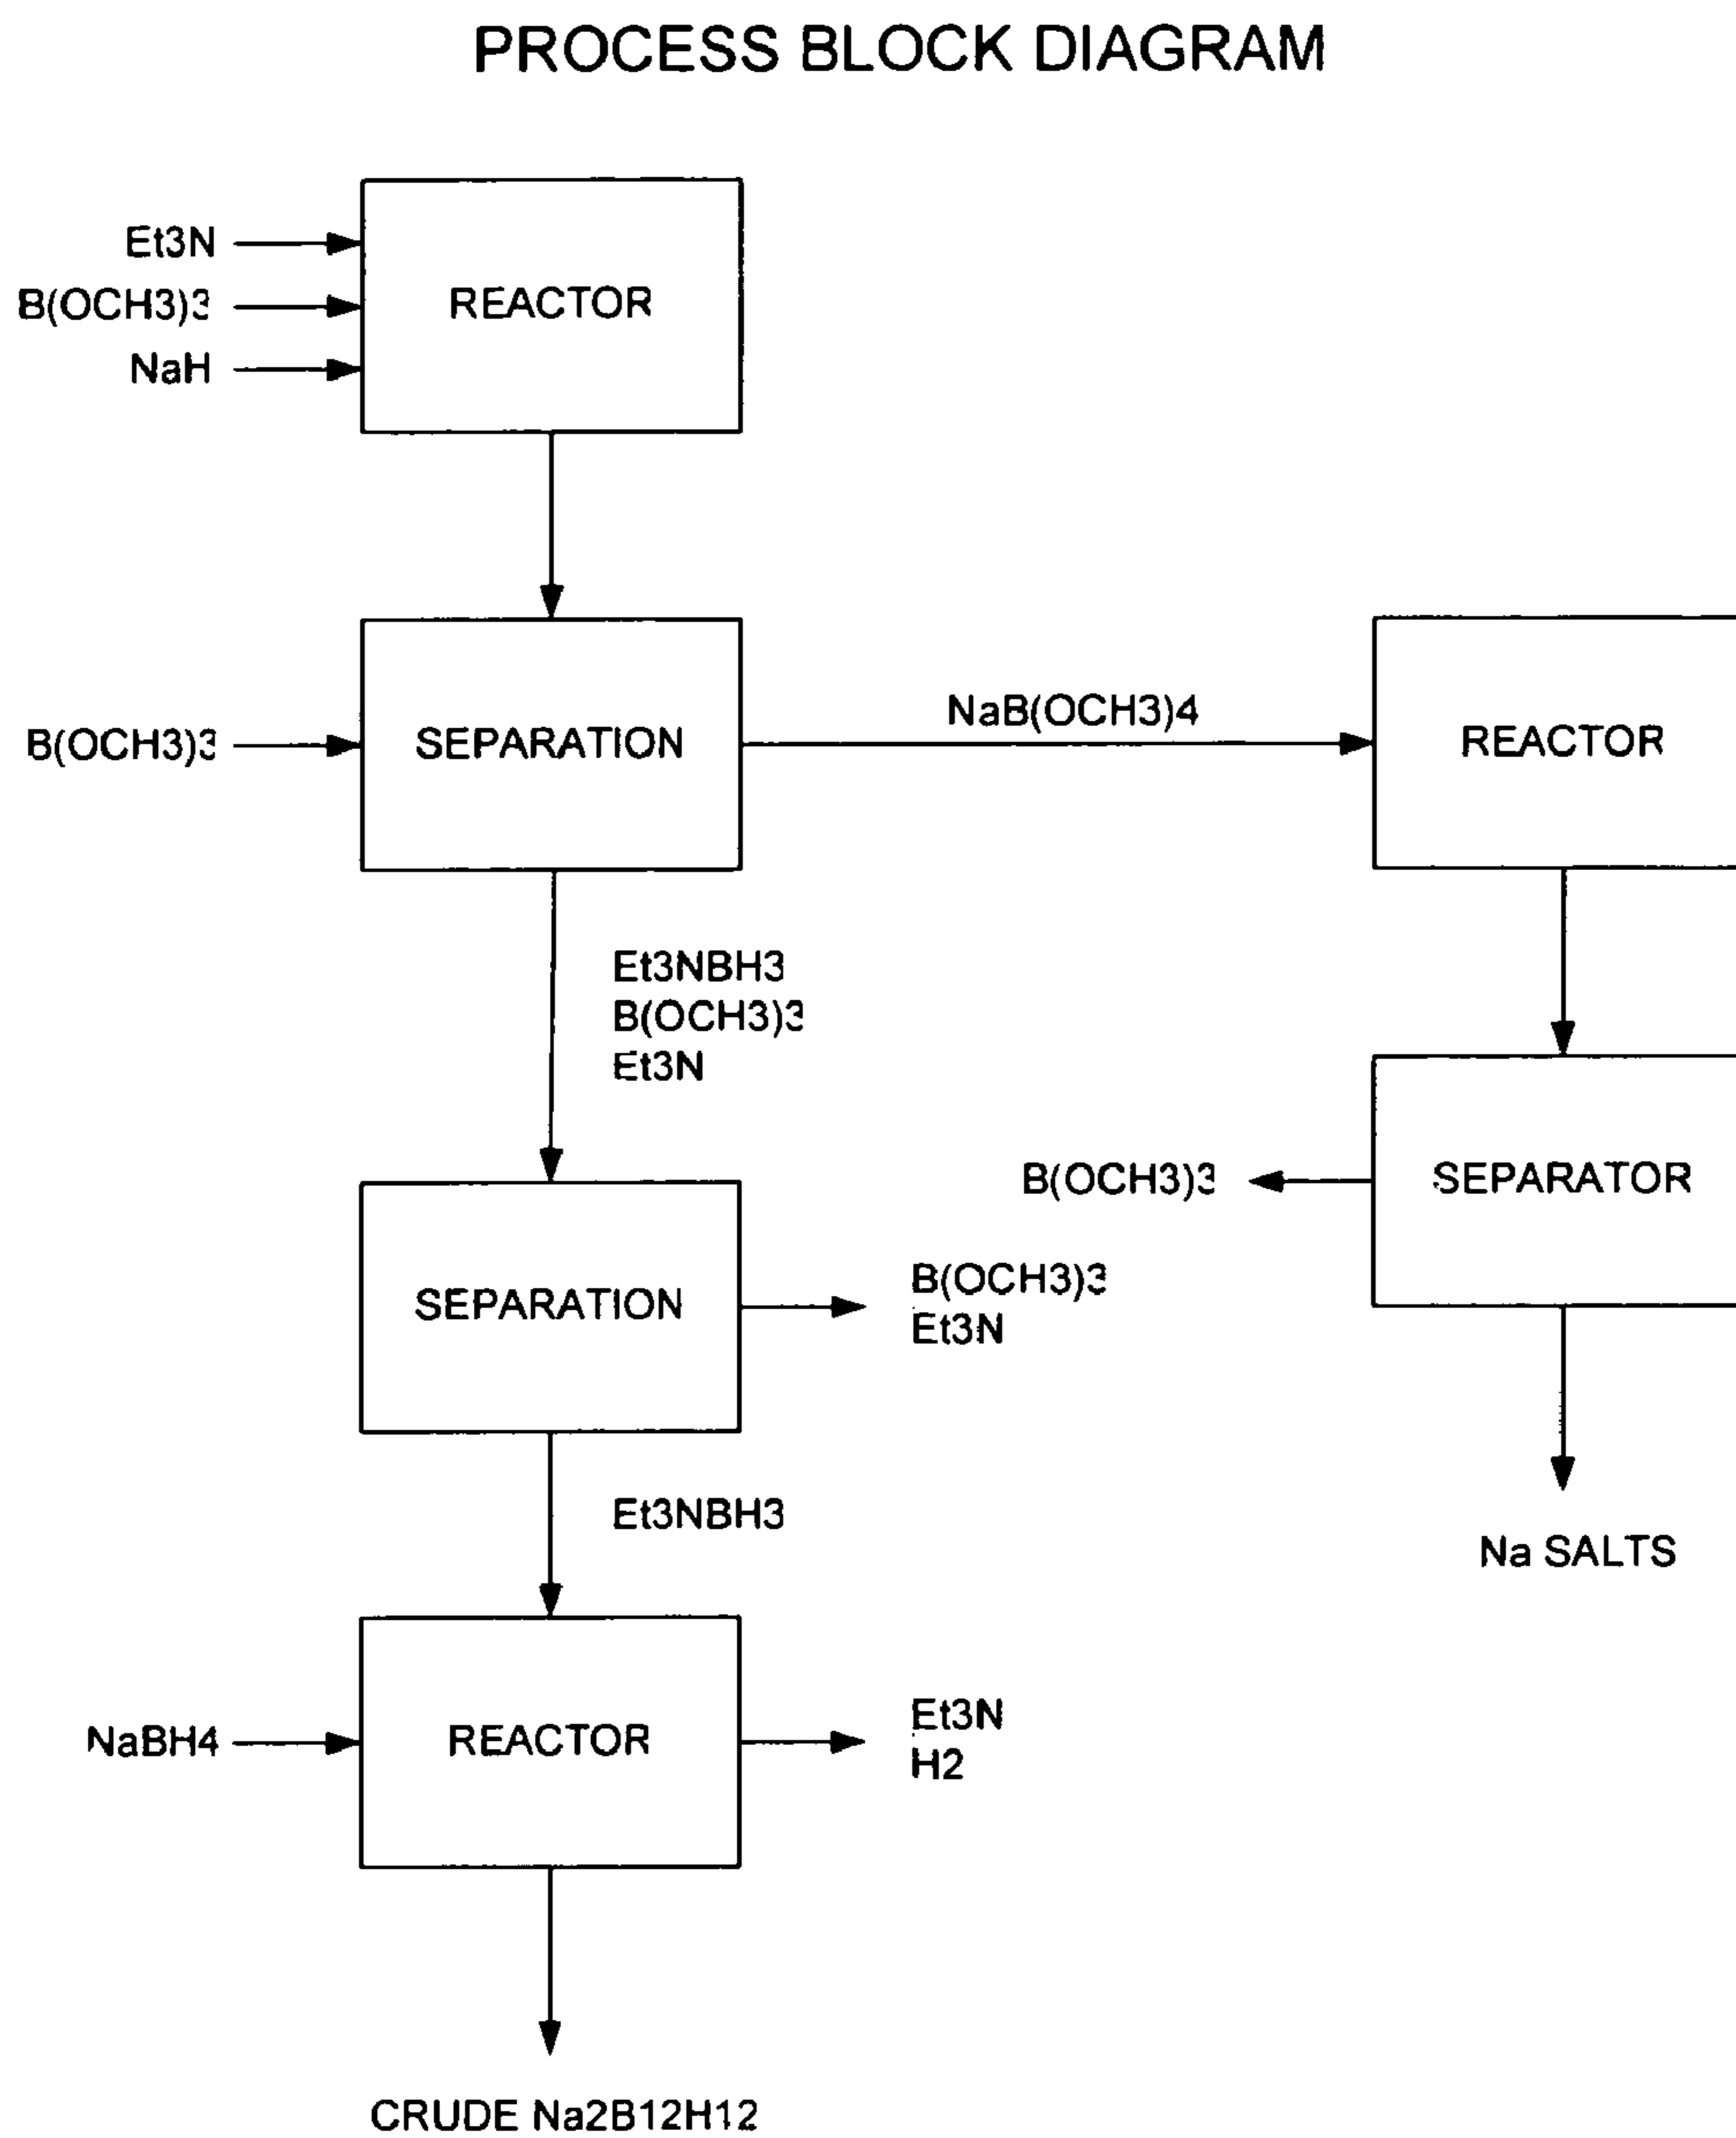 PROCESS BLOCK DIAGRAM
Et3N
B(OCH3)3
NaH
REACTOR
B(OCH3)3
SEPARATION
NaB(OCH3)4
REACTOR
Et3NBH3
B(OCH3)3
Et3N
SEPARATION
B(OCH3)3
Et3N
B(OCH3)3
SEPARATOR
Et3NBH3
Na SALTS
NaBH4
REACTOR
Et3N
H2
CRUDE Na2B12H12